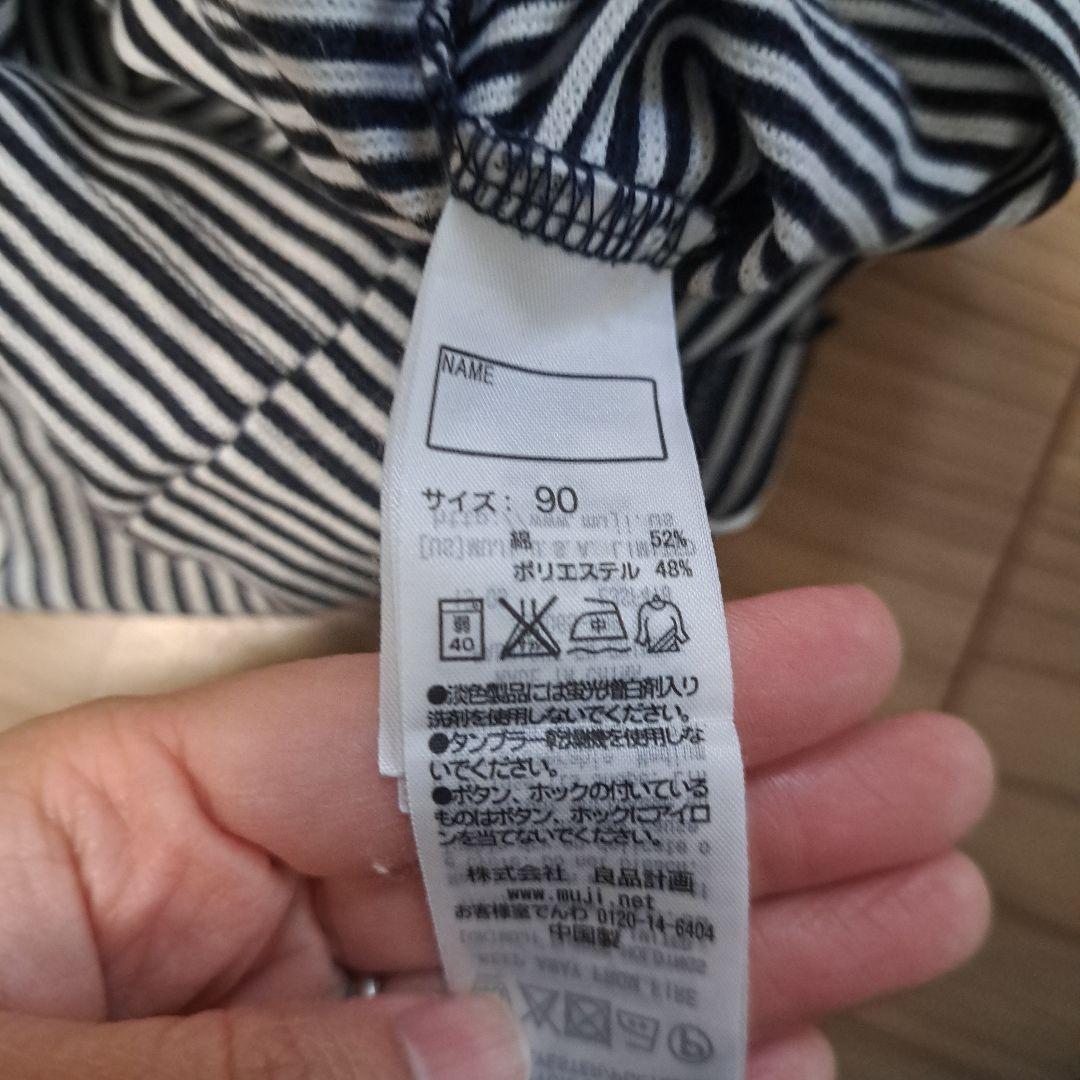 NAME
サイズ: 90
綿 52%
ポリエステル 48%
弱
40
中
●淡色製品には蛍光増白剤入り
洗剤を使用しないでください。
●タンブラー乾燥機を使用しな
いでください。
●ボタン、ホックの付いている
ものはボタン、ホックにアイロ
ンを当てないでください。
株式会社 良品計画
www.muji.net
お客様室でんわ 0120-14-6404
中国製